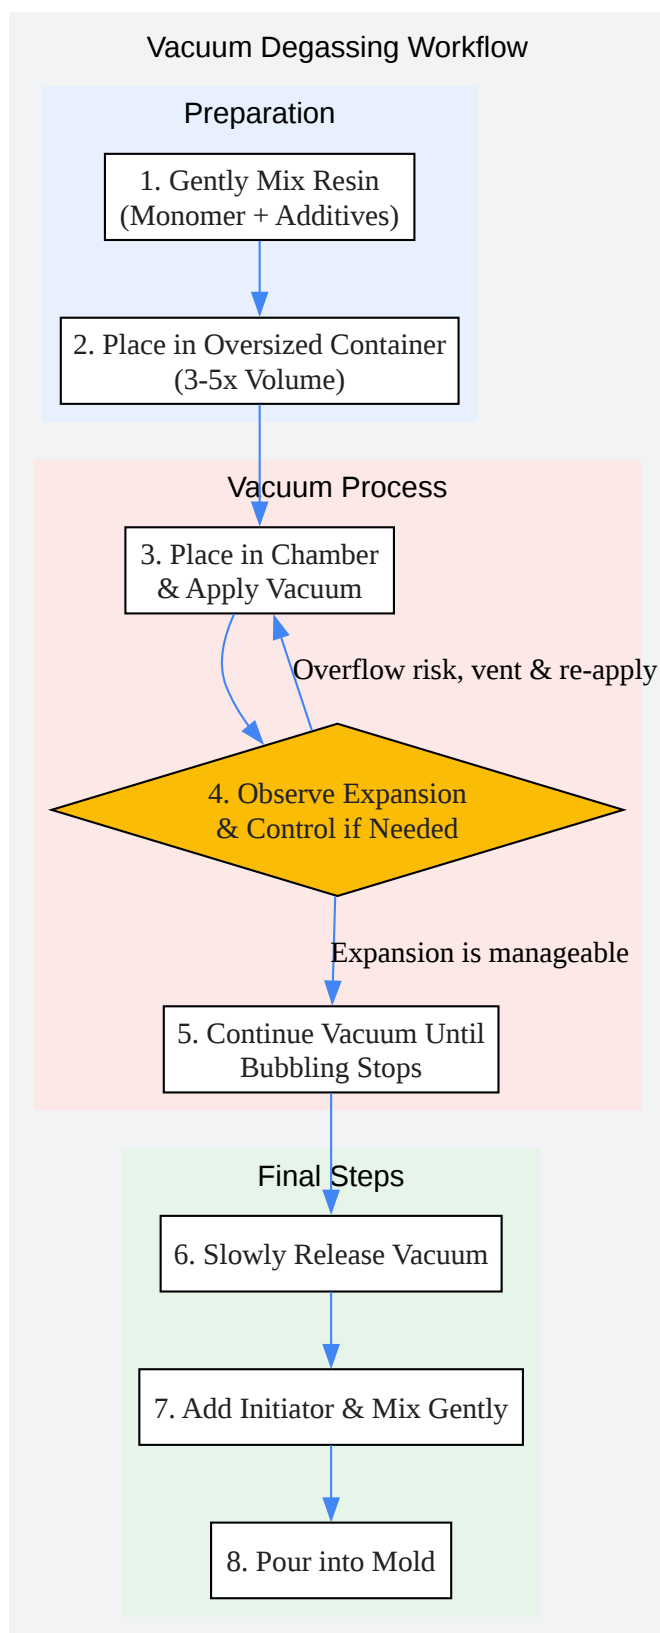 Vacuum Degassing Workflow
Preparation
1. Gently Mix Resin
(Monomer + Additives)
2. Place in Oversized Container
(3-5x Volume)
Vacuum Process
3. Place in Chamber
& Apply Vacuum
Overflow risk, vent & re-apply
4. Observe Expansion
& Control if Needed
Expansion is manageable
5. Continue Vacuum Until
Bubbling Stops
Final Steps
6. Slowly Release Vacuum
7. Add Initiator & Mix Gently
8. Pour into Mold